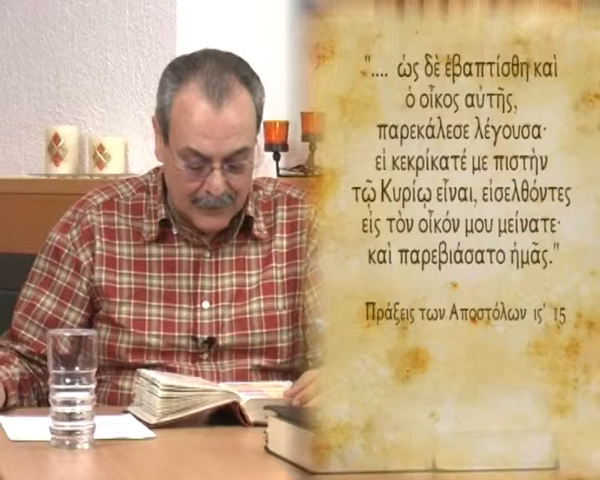 ".... ὡς δὲ ἐβαπτίσθη καὶ
ὁ οἶκος αὐτῆς,
παρεκάλεσε λέγουσα·
εἰ κεκρίκατέ με πιστὴν
τῷ Κυρίῳ εἶναι, εἰσελθόντες
εἰς τὸν οἶκόν μου μείνατε·
καὶ παρεβιάσατο ἡμᾶς."
Πράξεις των Αποστόλων ις' 15